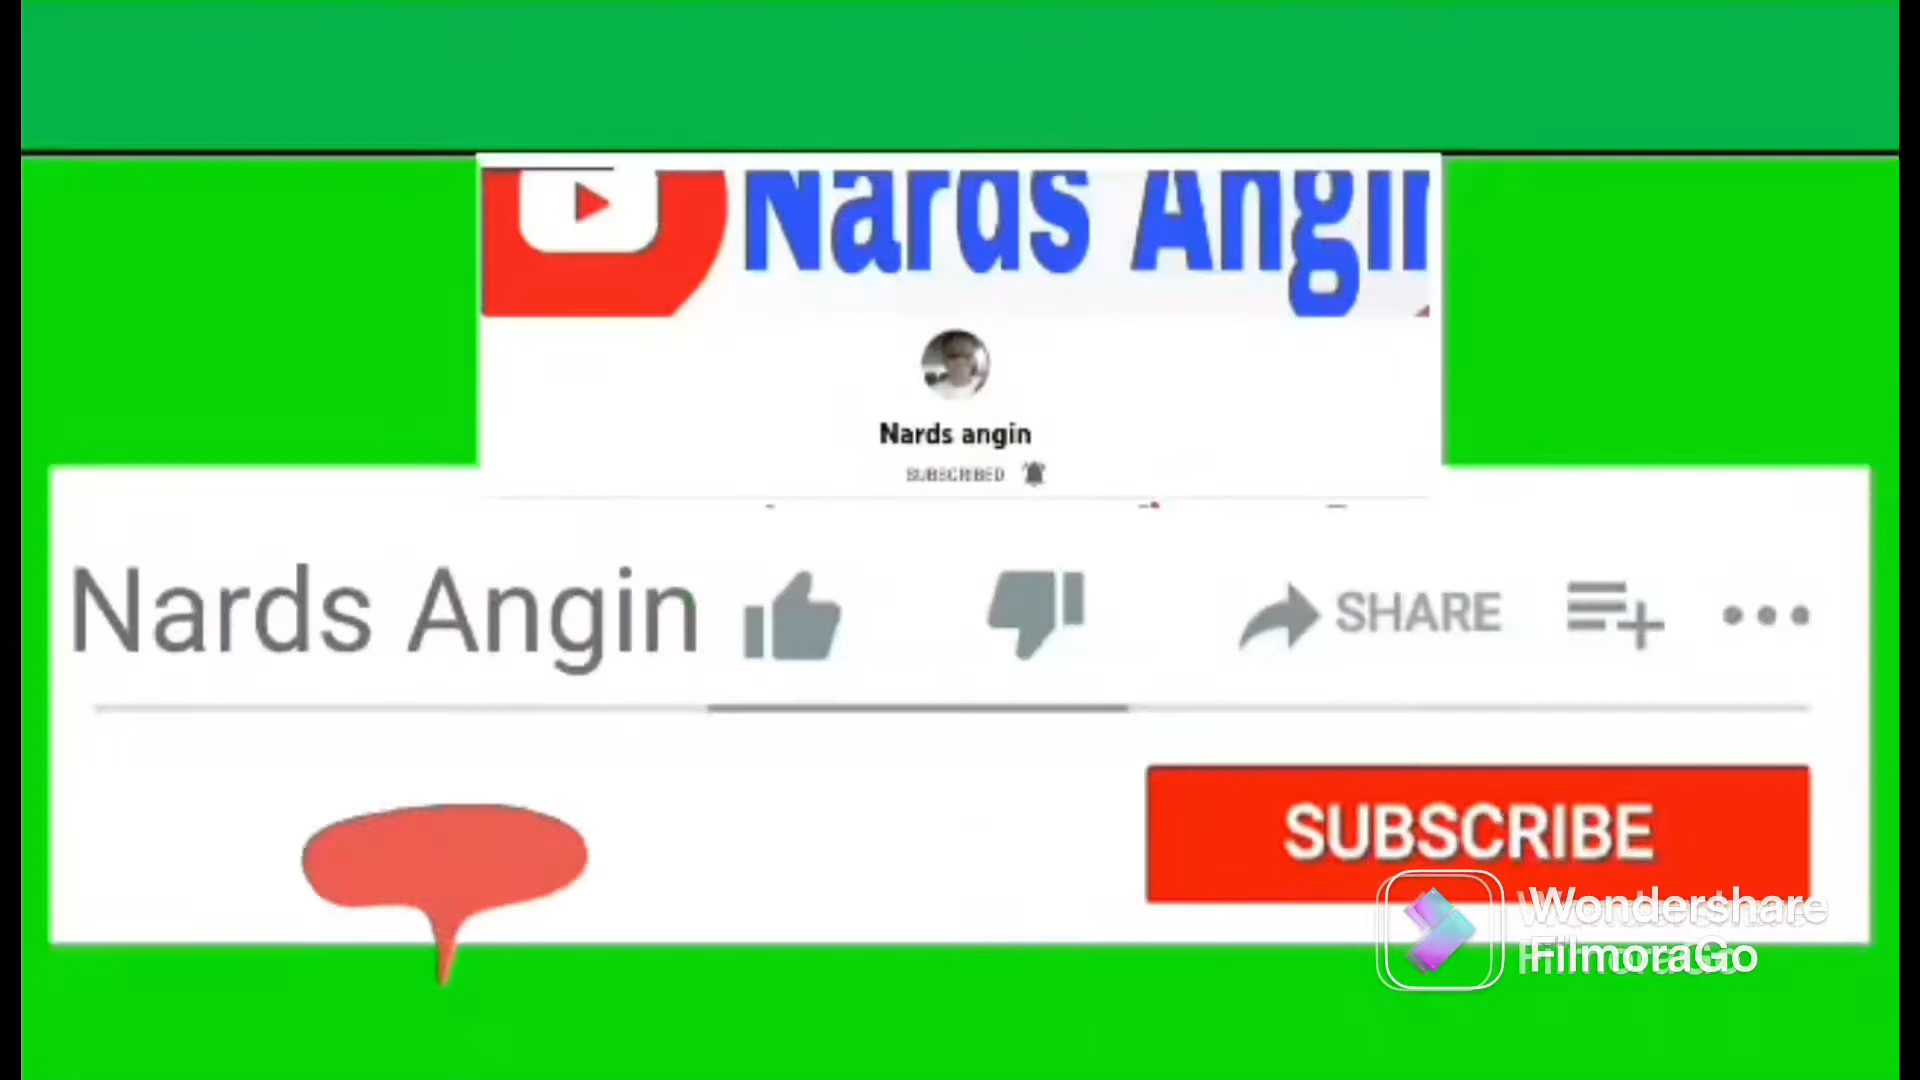 Nards Angin
Nards angin
SUBSCRIBED
Nards Angin
SHARE
SUBSCRIBE
Wondershare
FilmoraGo